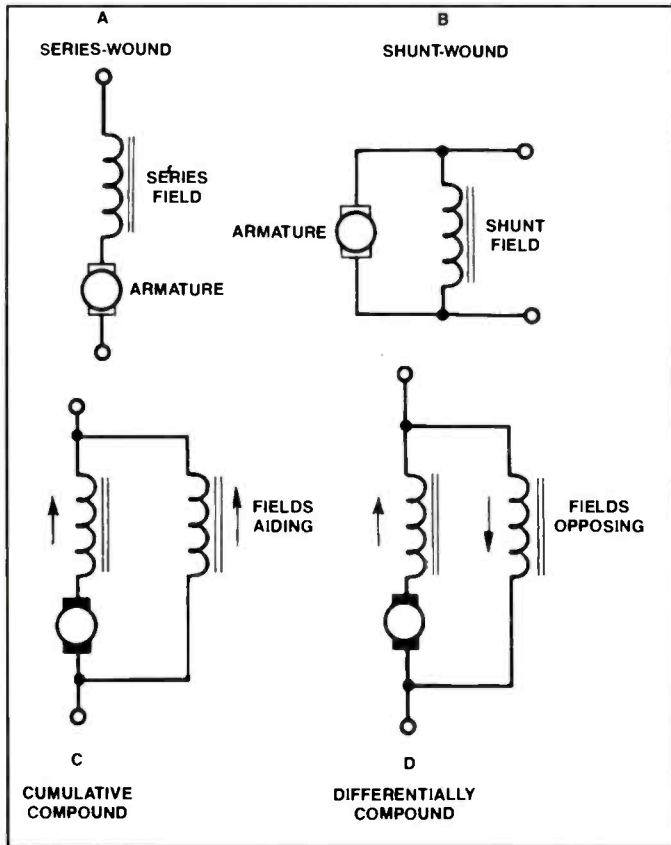 A
SERIES-WOUND
SERIES
FIELD
ARMATURE
B
SHUNT-WOUND
ARMATURE
SHUNT
FIELD
FIELDS
AIDING
C
CUMULATIVE
COMPOUND
FIELDS
OPPOSING
D
DIFFERENTIALLY
COMPOUND